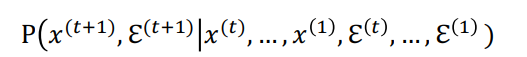 P(x^(t+1), Ɛ^(t+1)|x^(t), …, x^(1), Ɛ^(t), …, Ɛ^(1))